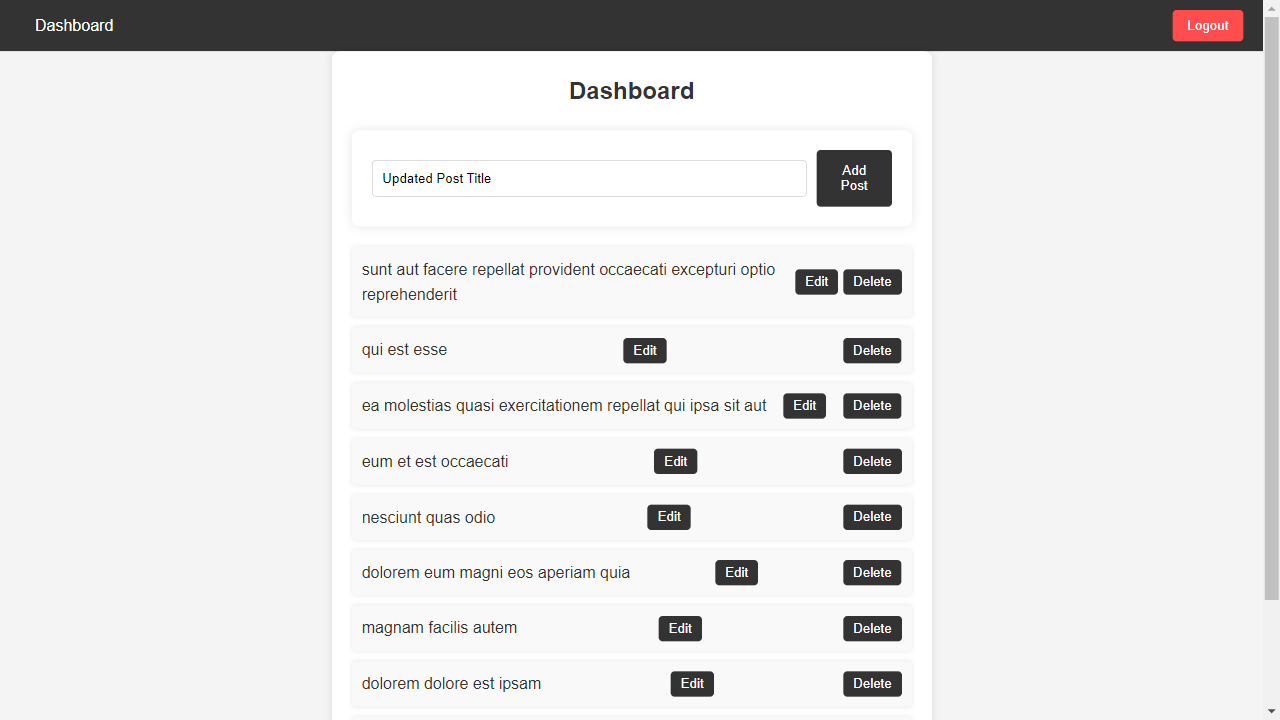 Dashboard
Logout
Dashboard
Updated Post Title
Add
Post
sunt aut facere repellat provident occaecati excepturi optio
reprehenderit
Edit
Delete
qui est esse
Edit
Delete
ea molestias quasi exercitationem repellat qui ipsa sit aut
Edit
Delete
eum et est occaecati
Edit
Delete
nesciunt quas odio
Edit
Delete
dolorem eum magni eos aperiam quia
Edit
Delete
magnam facilis autem
Edit
Delete
dolorem dolore est ipsam
Edit
Delete